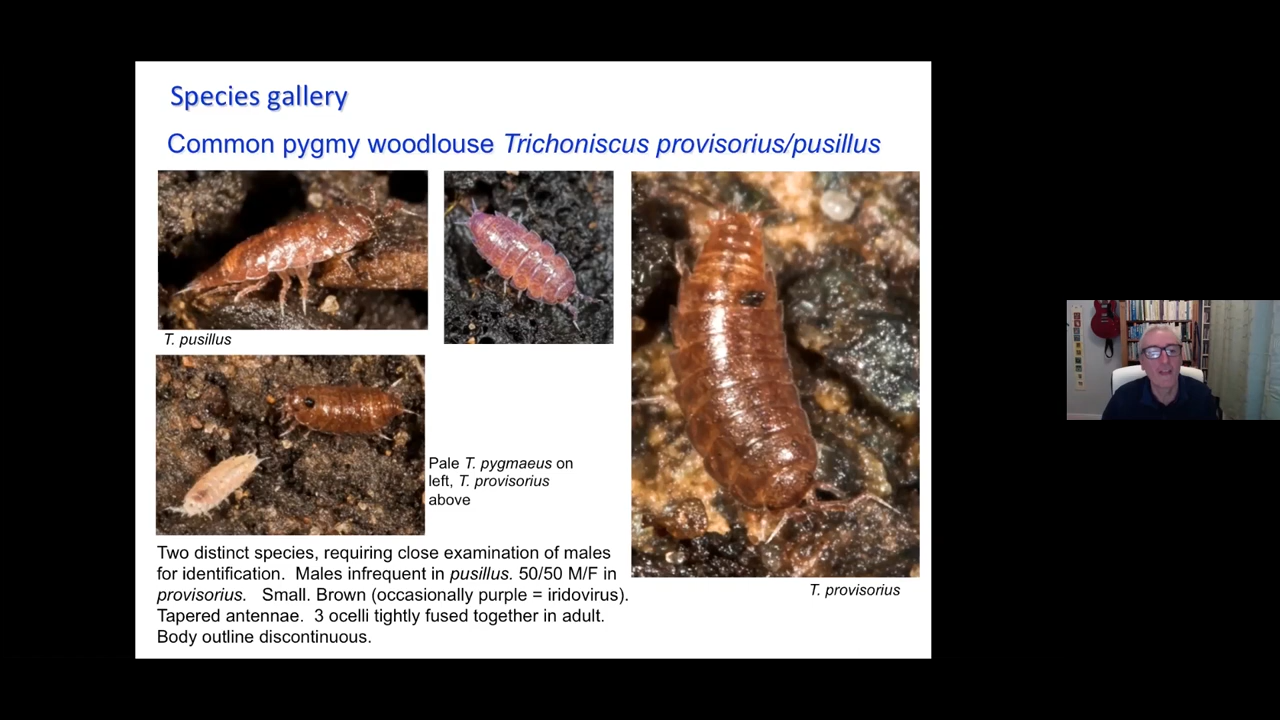 Species gallery
Common pygmy woodlouse Trichoniscus provisorius/pusillus
T. pusillus
Pale T. pygmaeus on
left, T. provisorius
above
T. provisorius
Two distinct species, requiring close examination of males
for identification.  Males infrequent in pusillus. 50/50 M/F in
provisorius.   Small. Brown (occasionally purple = iridovirus).
Tapered antennae.  3 ocelli tightly fused together in adult.
Body outline discontinuous.